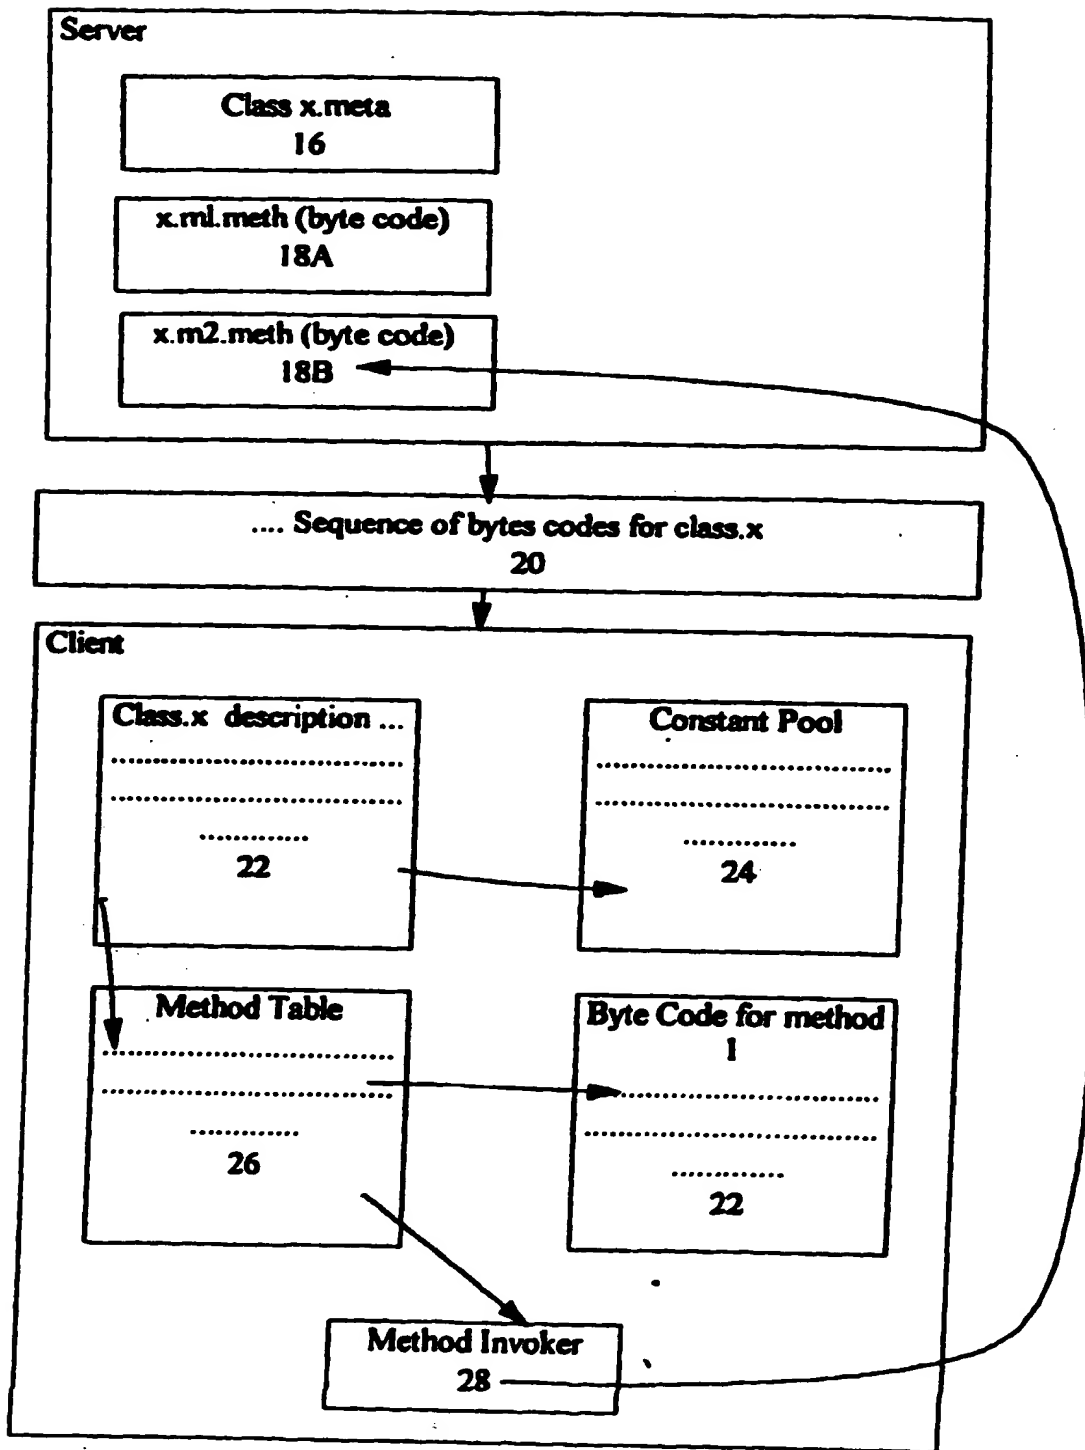 Server
Class x.meta
16
x.ml.meth (byte code)
18A
x.m2.meth (byte code)
18B
.... Sequence of bytes codes for class.x
20
Client
Class.x description ...
22
Constant Pool
24
Method Table
26
Byte Code for method
1
22
Method Invoker
28